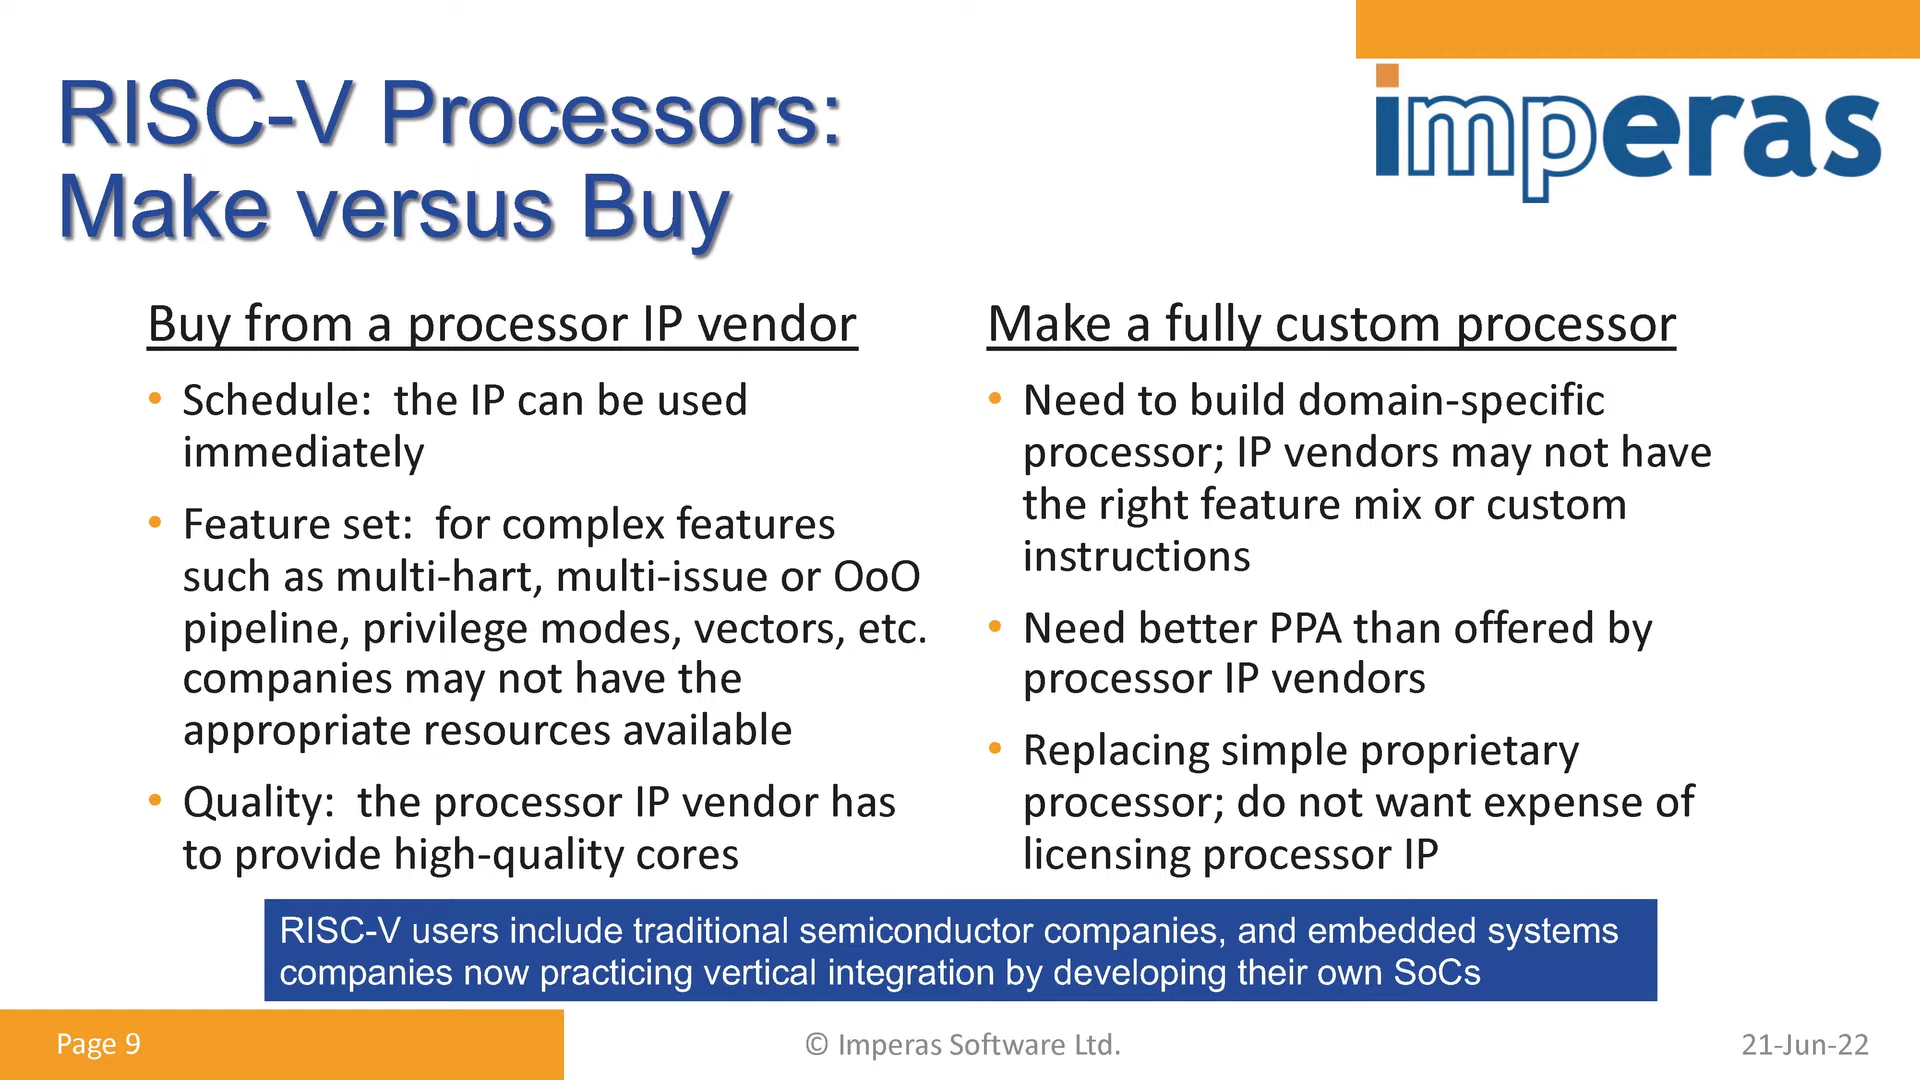 imperas
RISC-V Processors:
Make versus Buy
Buy from a processor IP vendor
• Schedule:  the IP can be used
immediately
• Feature set:  for complex features
such as multi-hart, multi-issue or OoO
pipeline, privilege modes, vectors, etc.
companies may not have the
appropriate resources available
• Quality:  the processor IP vendor has
to provide high-quality cores
Make a fully custom processor
• Need to build domain-specific
processor; IP vendors may not have
the right feature mix or custom
instructions
• Need better PPA than offered by
processor IP vendors
• Replacing simple proprietary
processor; do not want expense of
licensing processor IP
RISC-V users include traditional semiconductor companies, and embedded systems
companies now practicing vertical integration by developing their own SoCs
Page 9
© Imperas Software Ltd.
21-Jun-22